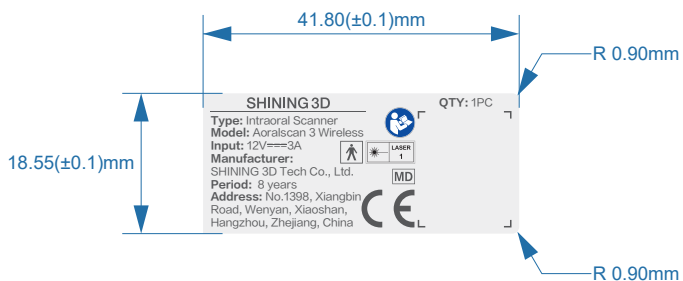 41.80(±0.1)mm
R 0.90mm
18.55(±0.1)mm
SHINING 3D
Type: Intraoral Scanner
Model: Aoralscan 3 Wireless
Input: 12V⎓3A
Manufacturer:
SHINING 3D Tech Co., Ltd.
Period: 8 years
Address: No.1398, Xiangbin
Road, Wenyan, Xiaoshan,
Hangzhou, Zhejiang, China
LASER
1
MD
CE
QTY: 1PC
R 0.90mm